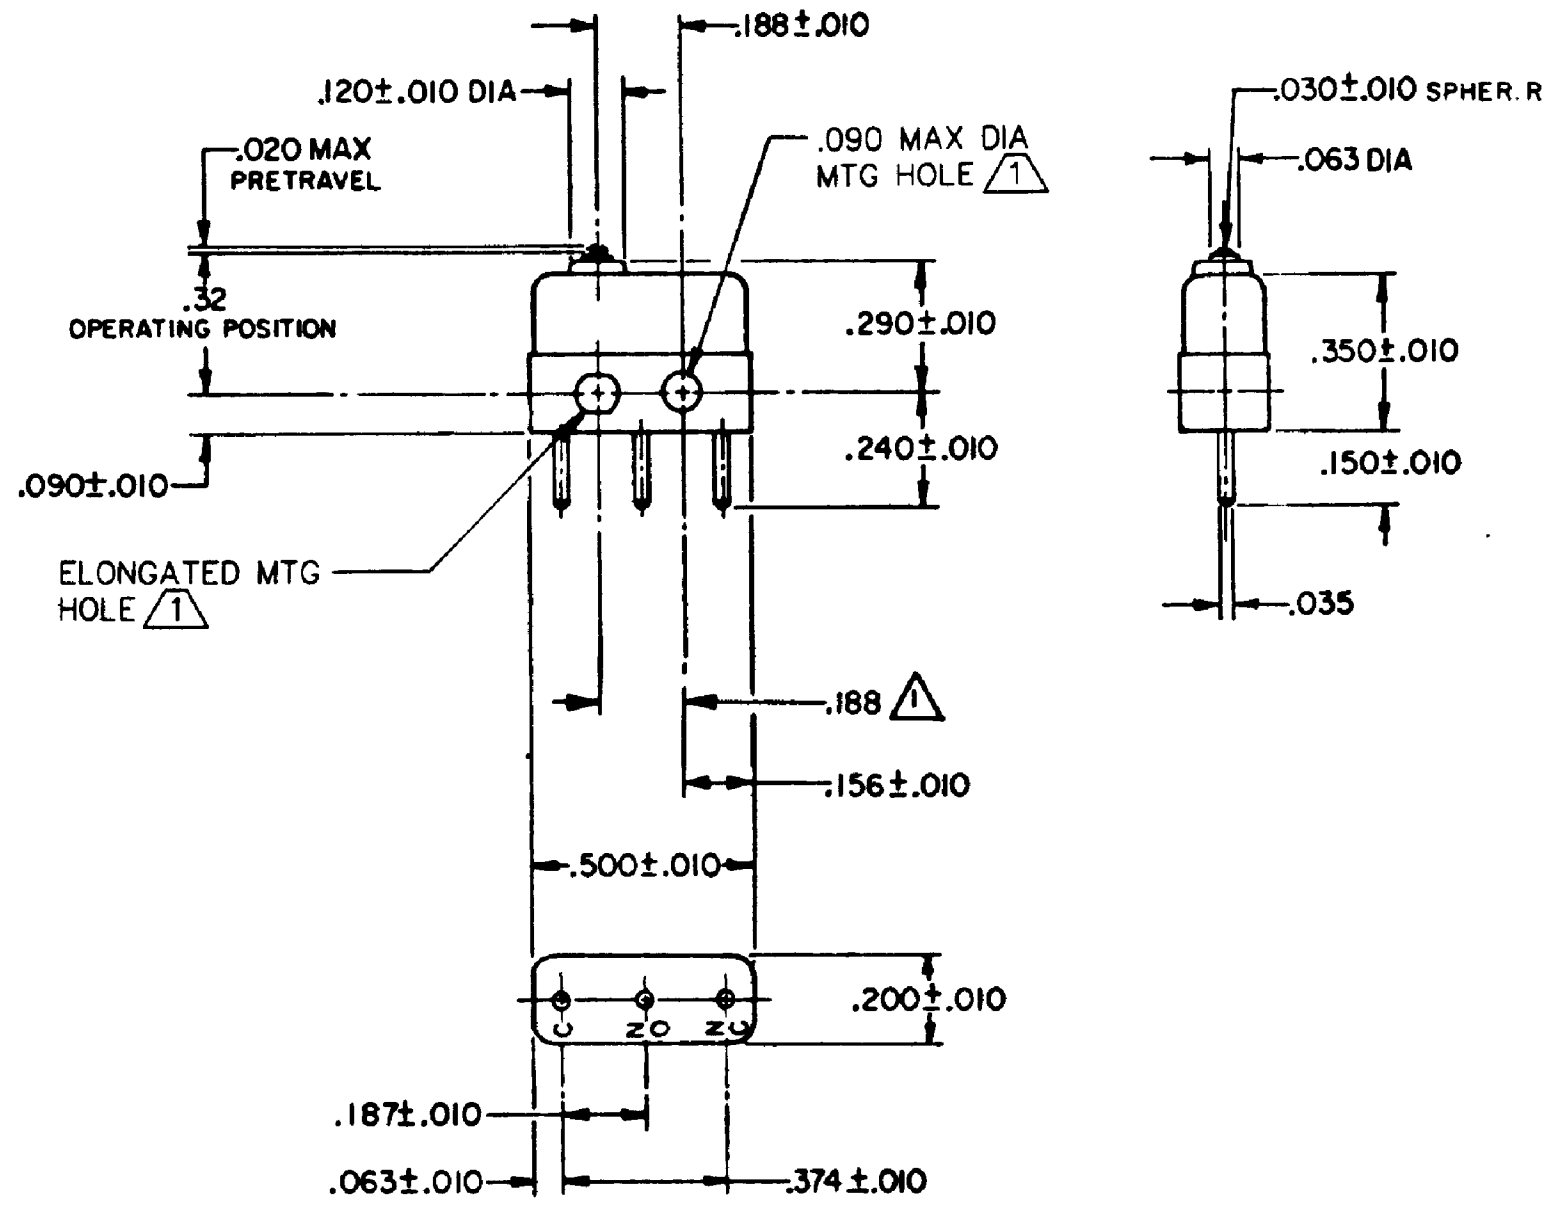 .188±.010
.120±.010 DIA
.030±.010 SPHER. R
.020 MAX
PRETRAVEL
.090 MAX DIA
MTG HOLE 1
.063 DIA
.32
OPERATING POSITION
.290±.010
.350±.010
.240±.010
.150±.010
.090±.010
ELONGATED MTG
HOLE 1
.035
.188 1
.156±.010
.500±.010
.200±.010
C NO NC
.187±.010
.063±.010
.374±.010